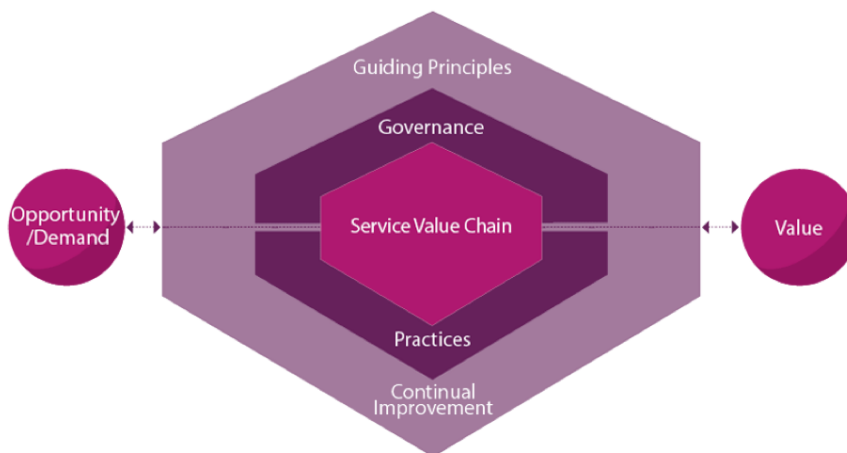 Guiding Principles
Governance
Opportunity
/Demand
Service Value Chain
Value
Practices
Continual
Improvement